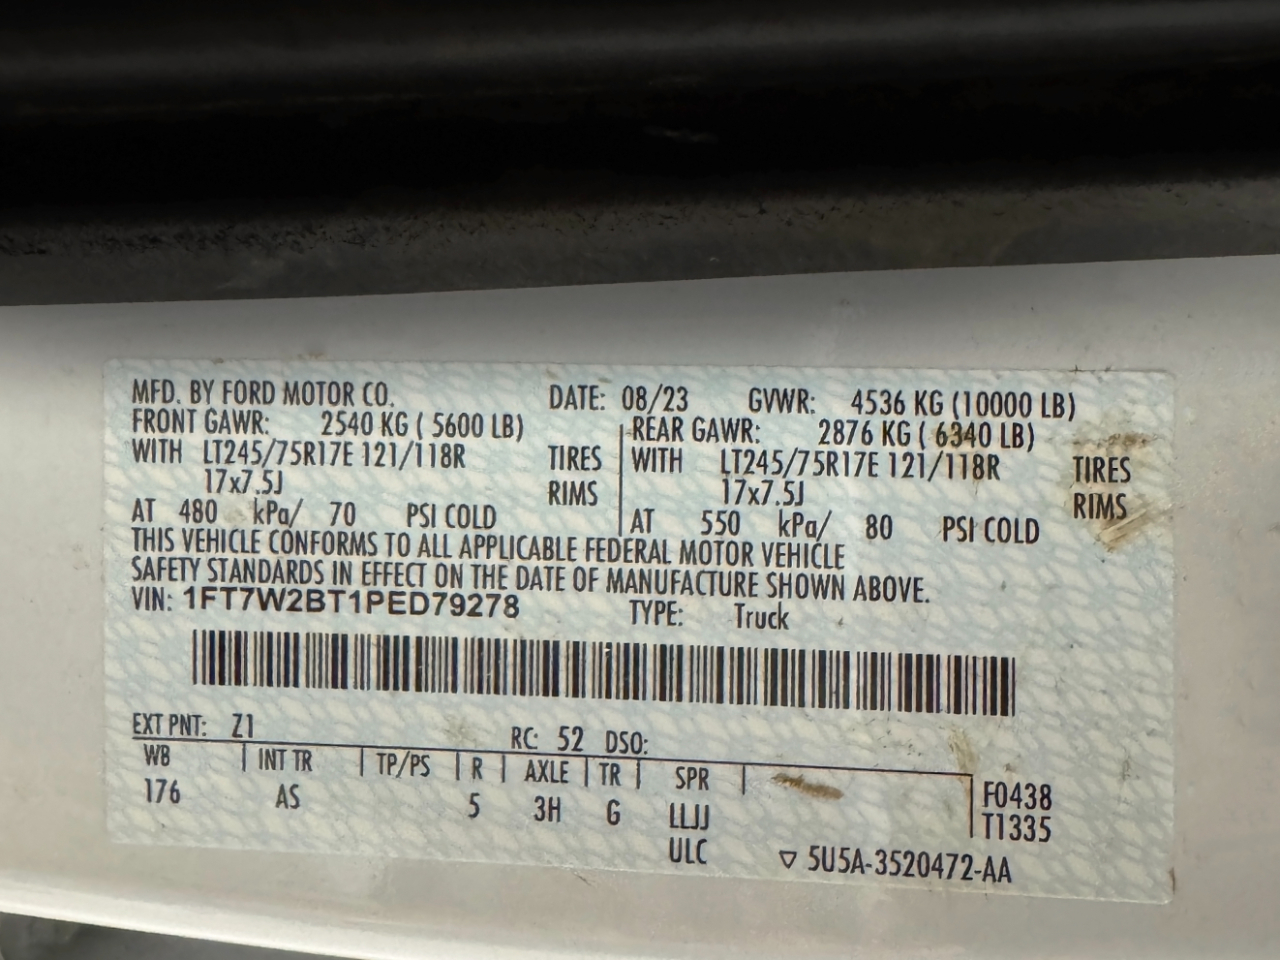 MFD. BY FORD MOTOR CO. DATE: 08/23 GVWR: 4536 KG (10000 LB)
FRONT GAWR: 2540 KG ( 5600 LB) REAR GAWR: 2876 KG ( 6340 LB)
WITH LT245/75R17E 121/118R TIRES WITH LT245/75R17E 121/118R TIRES
17x7.5J RIMS 17x7.5J RIMS
AT 480 kPa/ 70 PSI COLD AT 550 kPa/ 80 PSI COLD
THIS VEHICLE CONFORMS TO ALL APPLICABLE FEDERAL MOTOR VEHICLE
SAFETY STANDARDS IN EFFECT ON THE DATE OF MANUFACTURE SHOWN ABOVE.
VIN: 1FT7W2BT1PED79278 TYPE: Truck
EXT PNT: Z1 RC: 52 DSO:
WB INT TR TP/PS R AXLE TR SPR
176 AS 5 3H G LLJJ
ULC
F0438
T1335
▽ 5U5A-3520472-AA